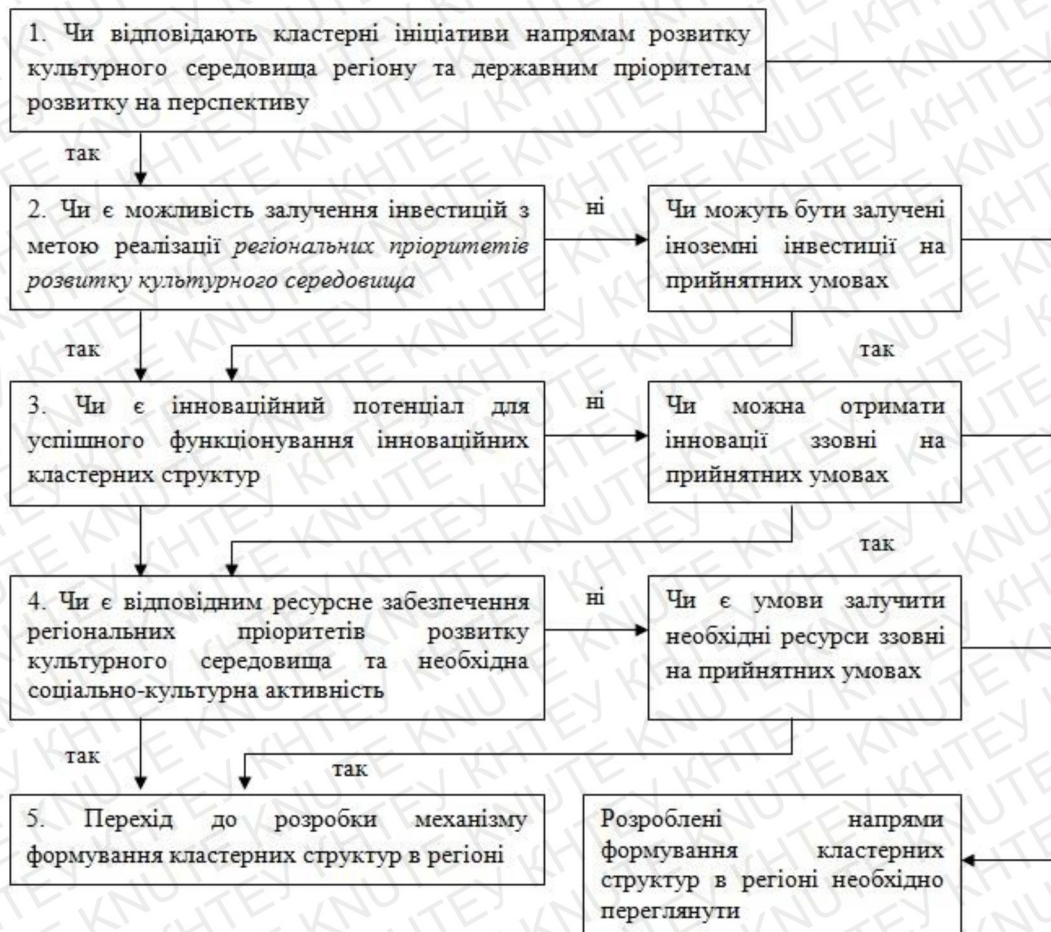 1. Чи відповідають кластерні ініціативи напрямам розвитку
культурного середовища регіону та державним пріоритетам
розвитку на перспективу
так
2. Чи є можливість залучення інвестицій з
метою реалізації регіональних пріоритетів
розвитку культурного середовища
ні
Чи можуть бути залучені
іноземні інвестиції на
прийнятних умовах
так
так
3. Чи є інноваційний потенціал для
успішного функціонування інноваційних
кластерних структур
ні
Чи можна отримати
інновації ззовні на
прийнятних умовах
так
4. Чи є відповідним ресурсне забезпечення
регіональних пріоритетів розвитку
культурного середовища та необхідна
соціально-культурна активність
ні
Чи є умови залучити
необхідні ресурси ззовні
на прийнятних умовах
так
так
5. Перехід до розробки механізму
формування кластерних структур в регіоні
Розроблені напрями
формування кластерних
структур в регіоні необхідно
переглянути